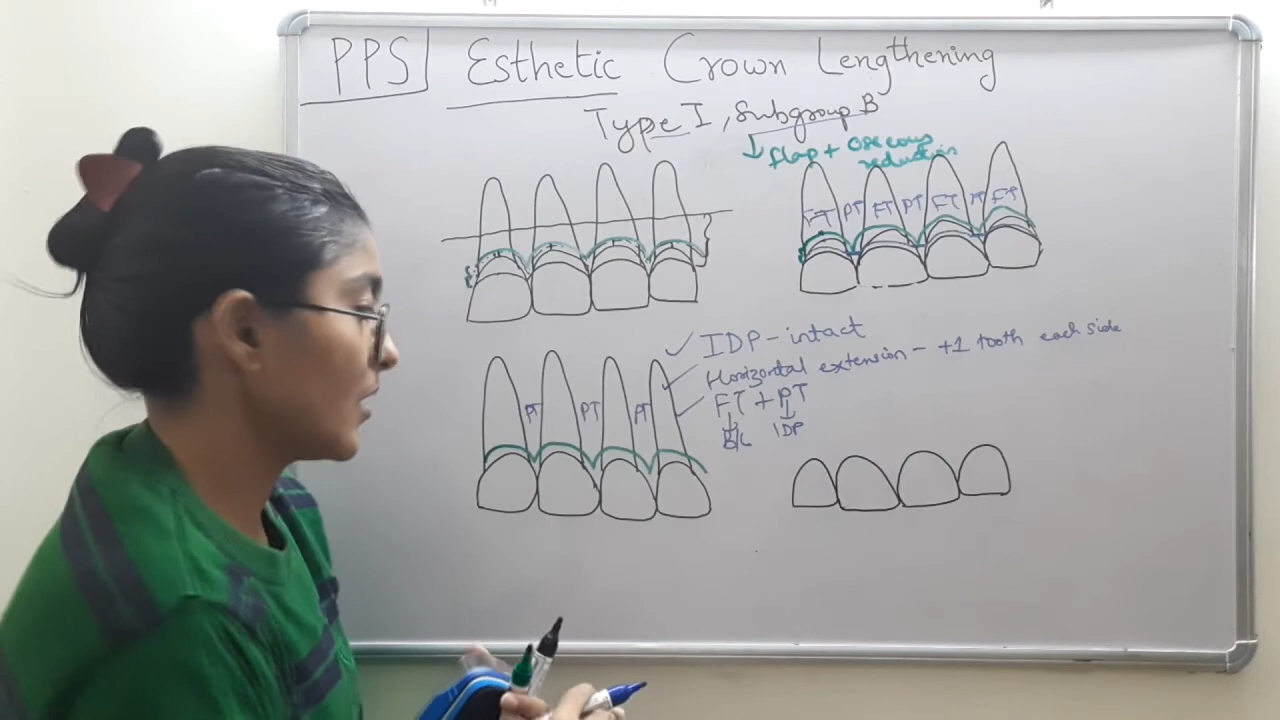 PPS| Esthetic Crown Lengthening
Type I, Subgroup B
↓ flap + osseous
reduction
FT PT FT PT FT PT FT
✓ IDP - intact
Horizontal extension - +1 tooth each side
FT + PT
↓ ↓
B/L IDP
PT PT PT